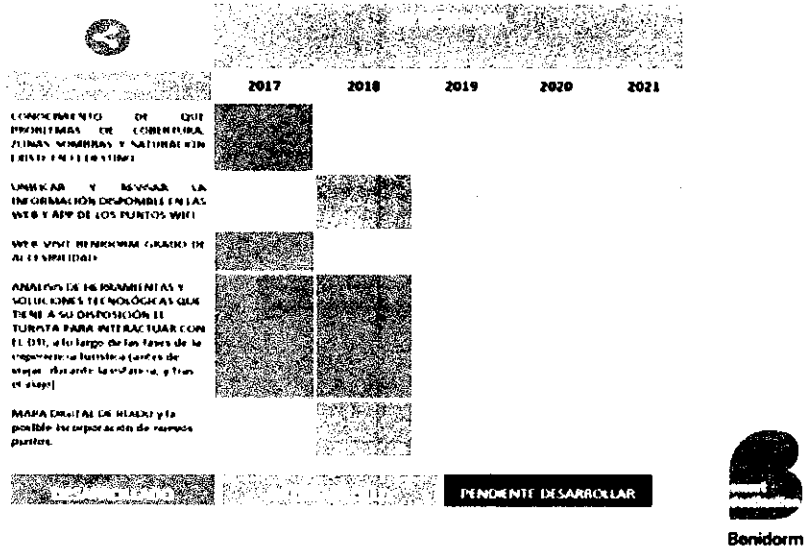 2017 2018 2019 2020 2021
CONOCIMIENTO DE QUE
PROBLEMAS DE COBERTURA,
ZONAS SOMBRAS Y SATURACIÓN
EXISTE EN EL DESTINO
UNIFICAR Y REVISAR LA
INFORMACIÓN DISPONIBLE EN LAS
WEB Y APP DE LOS PUNTOS WIFI
WEB VISIT BENIDORM GRADO DE
ACCESIBILIDAD
ANALISIS DE HERRAMIENTAS Y
SOLUCIONES TECNOLÓGICAS QUE
TIENE A SU DISPOSICIÓN EL
TURISTA PARA INTERACTUAR CON
EL DTI, a lo largo de las fases de la
experiencia turística (antes de
viajar, durante la estancia, y tras
el viaje)
MAPA DIGITAL DE y la
posible incorporación de nuevos
puntos.
PENDIENTE DESARROLLAR
Benidorm